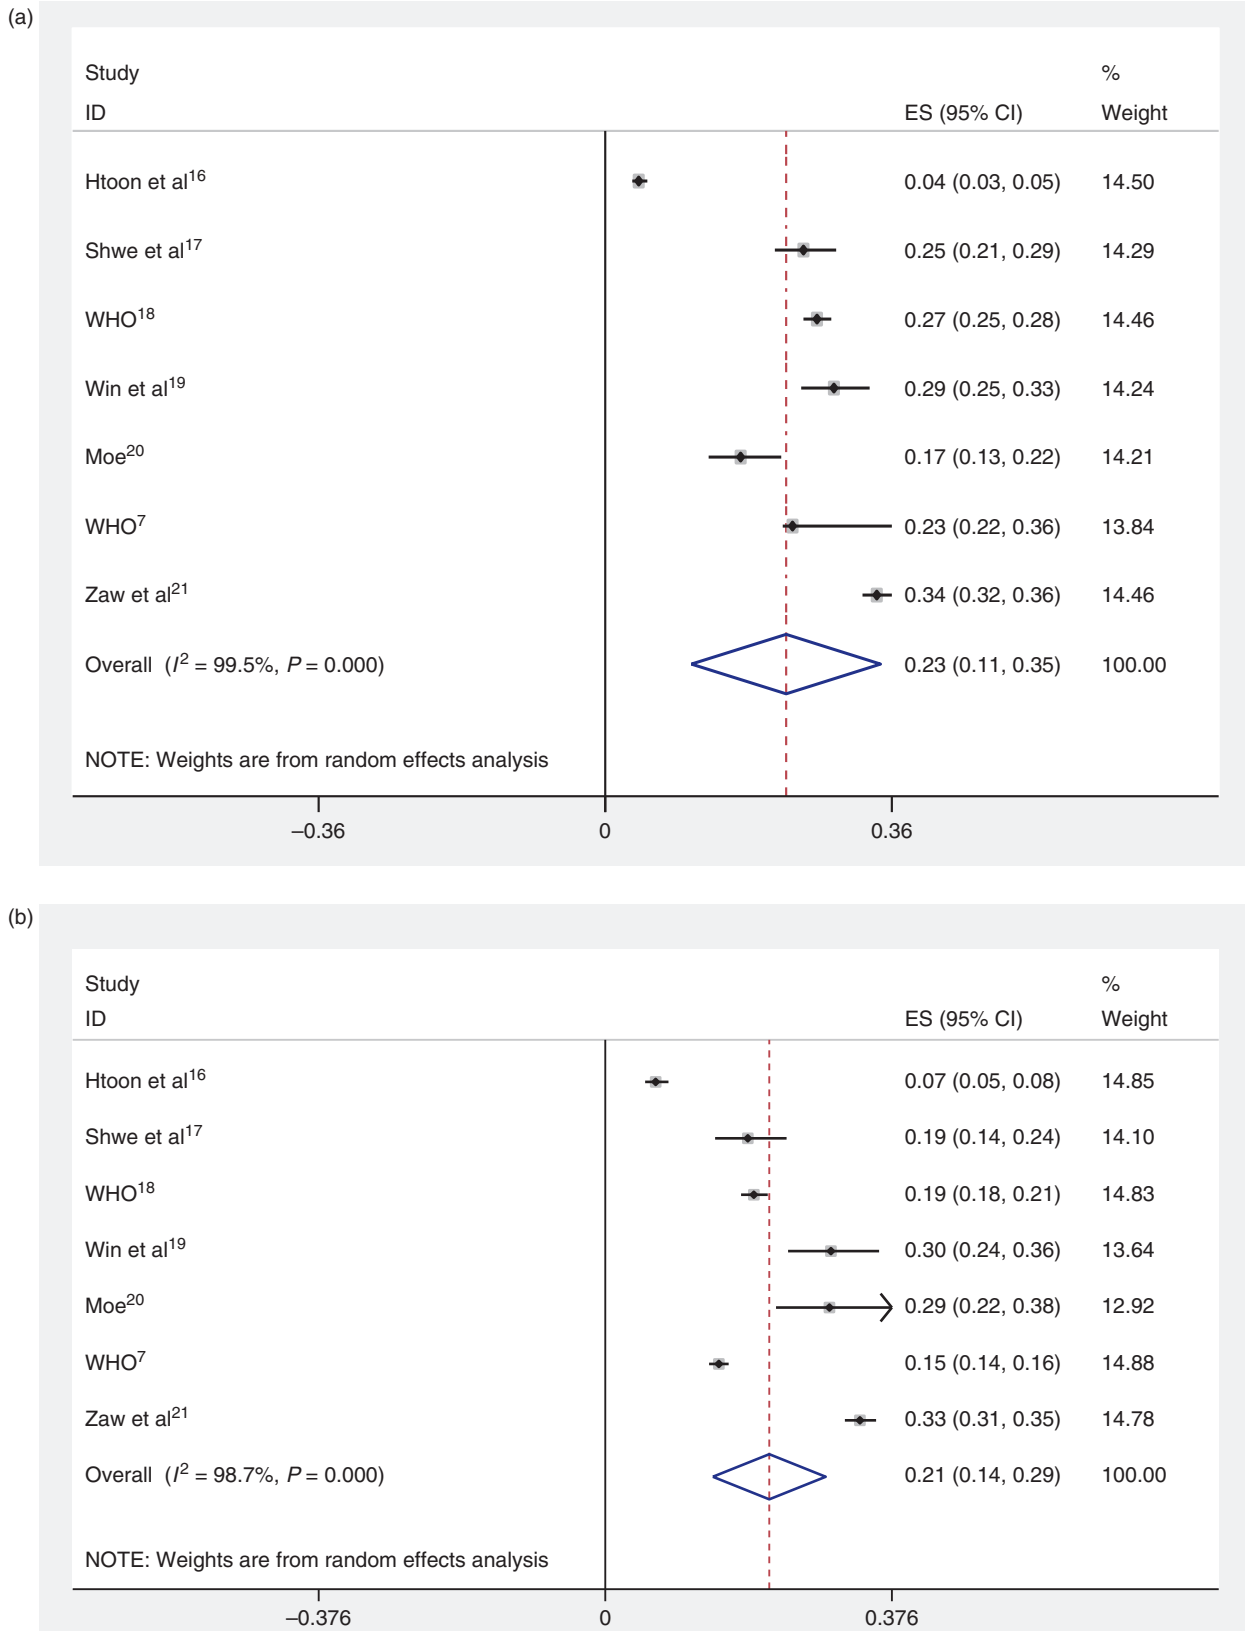 (a)
Study %
ID ES (95% CI) Weight
Htoon et al16 0.04 (0.03, 0.05) 14.50
Shwe et al17 0.25 (0.21, 0.29) 14.29
WHO18 0.27 (0.25, 0.28) 14.46
Win et al19 0.29 (0.25, 0.33) 14.24
Moe20 0.17 (0.13, 0.22) 14.21
WHO7 0.23 (0.22, 0.36) 13.84
Zaw et al21 0.34 (0.32, 0.36) 14.46
Overall (I2 = 99.5%, P = 0.000) 0.23 (0.11, 0.35) 100.00
NOTE: Weights are from random effects analysis
–0.36 0 0.36
(b)
Study %
ID ES (95% CI) Weight
Htoon et al16 0.07 (0.05, 0.08) 14.85
Shwe et al17 0.19 (0.14, 0.24) 14.10
WHO18 0.19 (0.18, 0.21) 14.83
Win et al19 0.30 (0.24, 0.36) 13.64
Moe20 0.29 (0.22, 0.38) 12.92
WHO7 0.15 (0.14, 0.16) 14.88
Zaw et al21 0.33 (0.31, 0.35) 14.78
Overall (I2 = 98.7%, P = 0.000) 0.21 (0.14, 0.29) 100.00
NOTE: Weights are from random effects analysis
–0.376 0 0.376